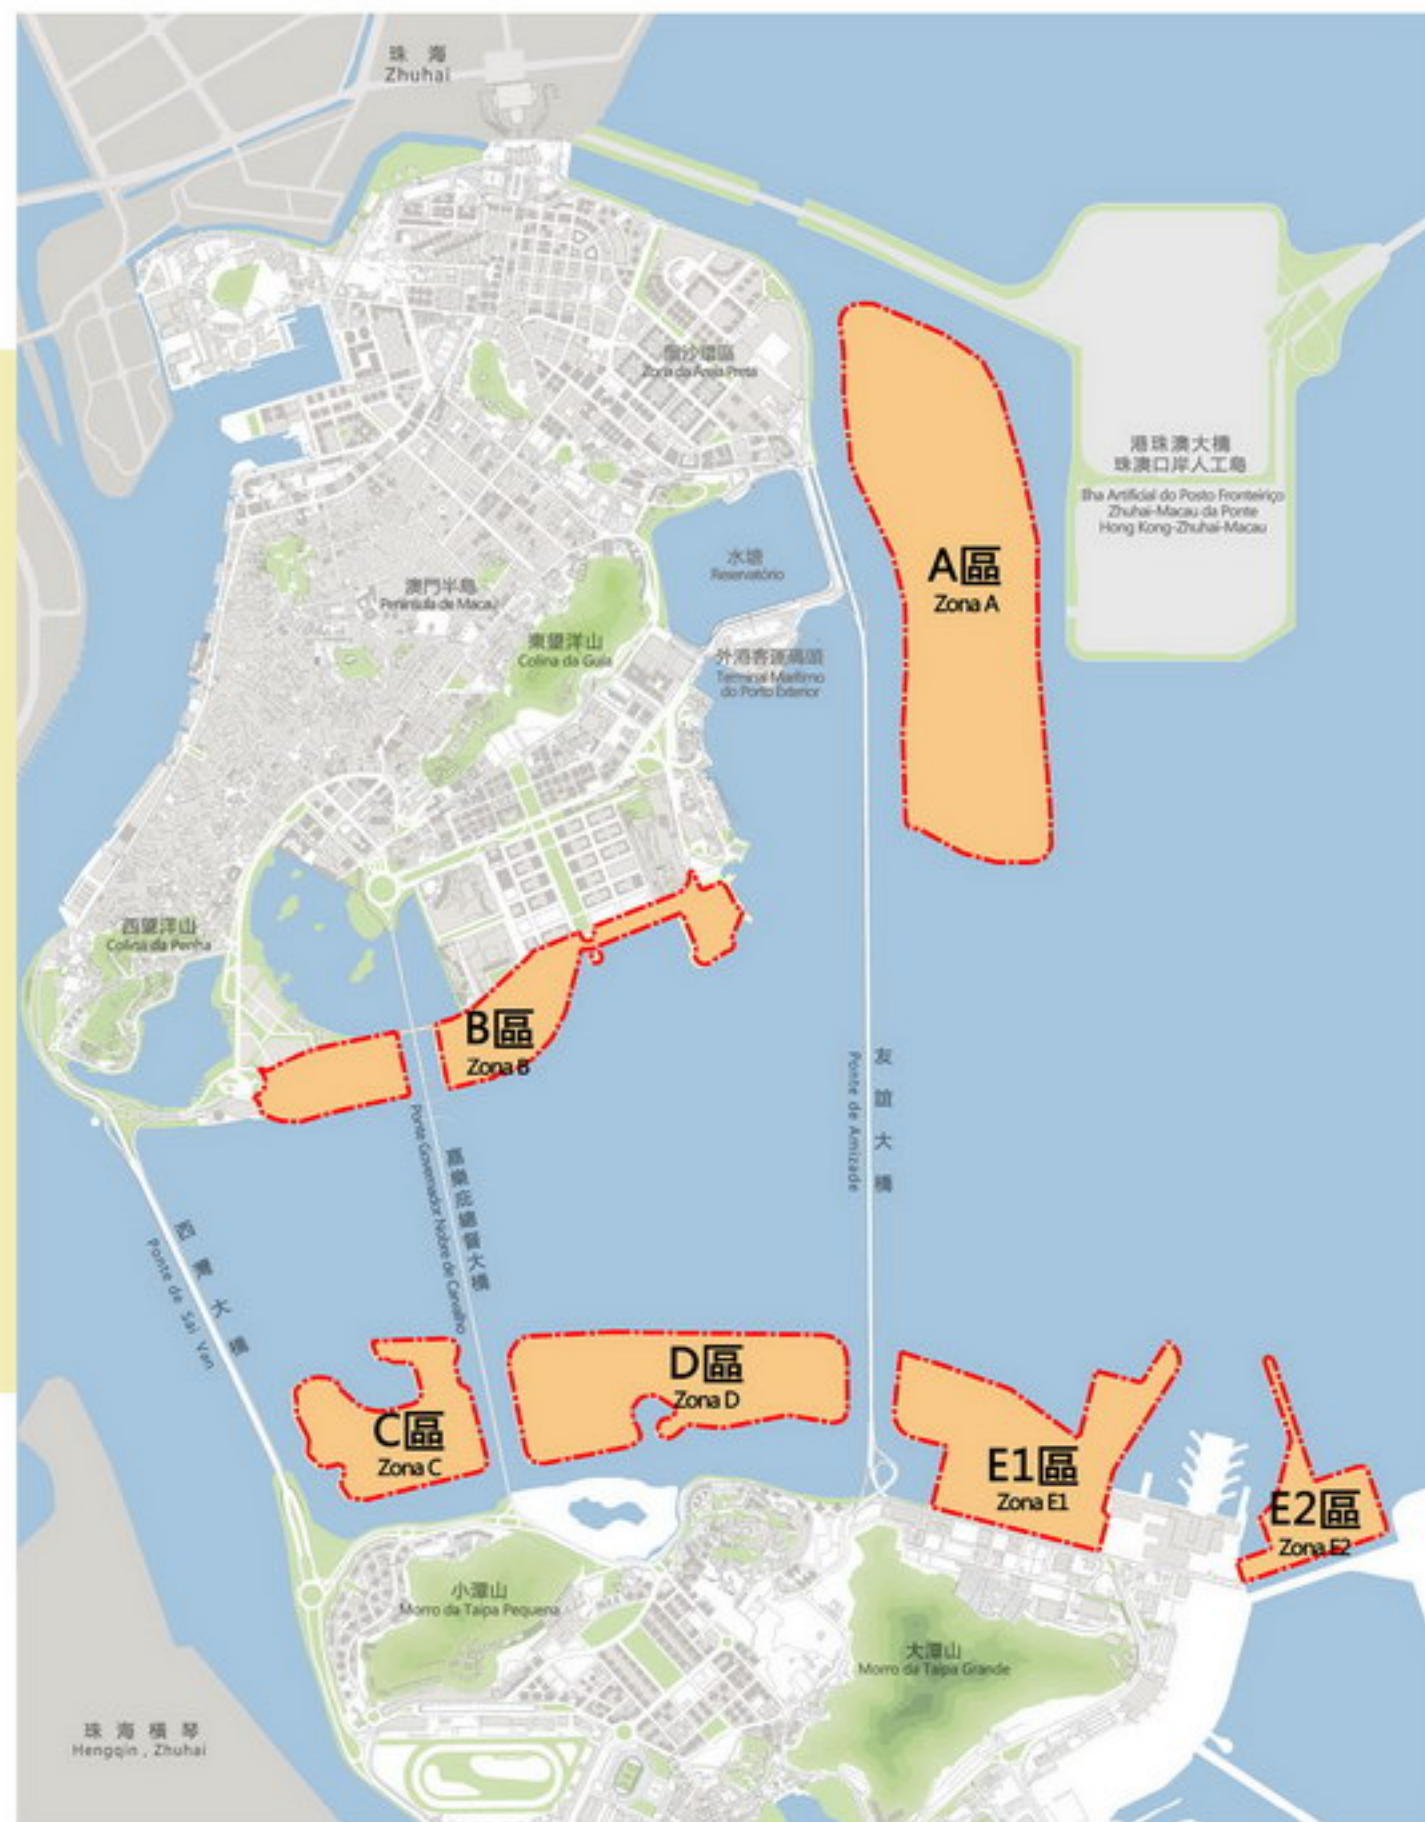 珠 海
Zhuhai
Zona da Areia Preta
港珠澳大橋
珠澳口岸人工島
Ilha Artificial do Posto Fronteiriço
Zhuhai-Macau da Ponte
Hong Kong-Zhuhai-Macau
水塘
Reservatório
A區
Zona A
澳門半島
Península de Macau
東望洋山
Colina da Guia
外港客運碼頭
Terminal Marítimo
do Porto Exterior
西望洋山
Colina da Penha
B區
Zona B
友誼大橋
Ponte de Amizade
嘉樂庇總督大橋
Ponte Governador Nobre de Carvalho
西灣大橋
Ponte de Sai Van
C區
Zona C
D區
Zona D
E1區
Zona E1
E2區
Zona E2
小潭山
Morro da Taipa Pequena
大潭山
Morro da Taipa Grande
珠 海 橫 琴
Hengqin , Zhuhai